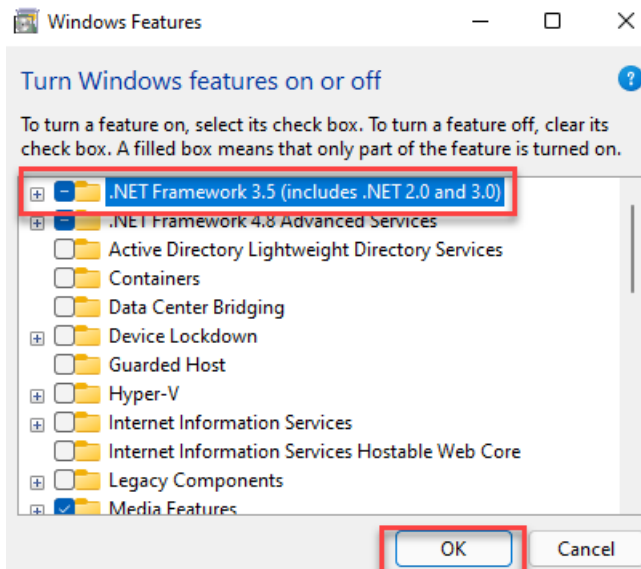 Windows Features
Turn Windows features on or off
?
To turn a feature on, select its check box. To turn a feature off, clear its
check box. A filled box means that only part of the feature is turned on.
.NET Framework 3.5 (includes .NET 2.0 and 3.0)
.NET Framework 4.8 Advanced Services
Active Directory Lightweight Directory Services
Containers
Data Center Bridging
Device Lockdown
Guarded Host
Hyper-V
Internet Information Services
Internet Information Services Hostable Web Core
Legacy Components
Media Features
OK Cancel